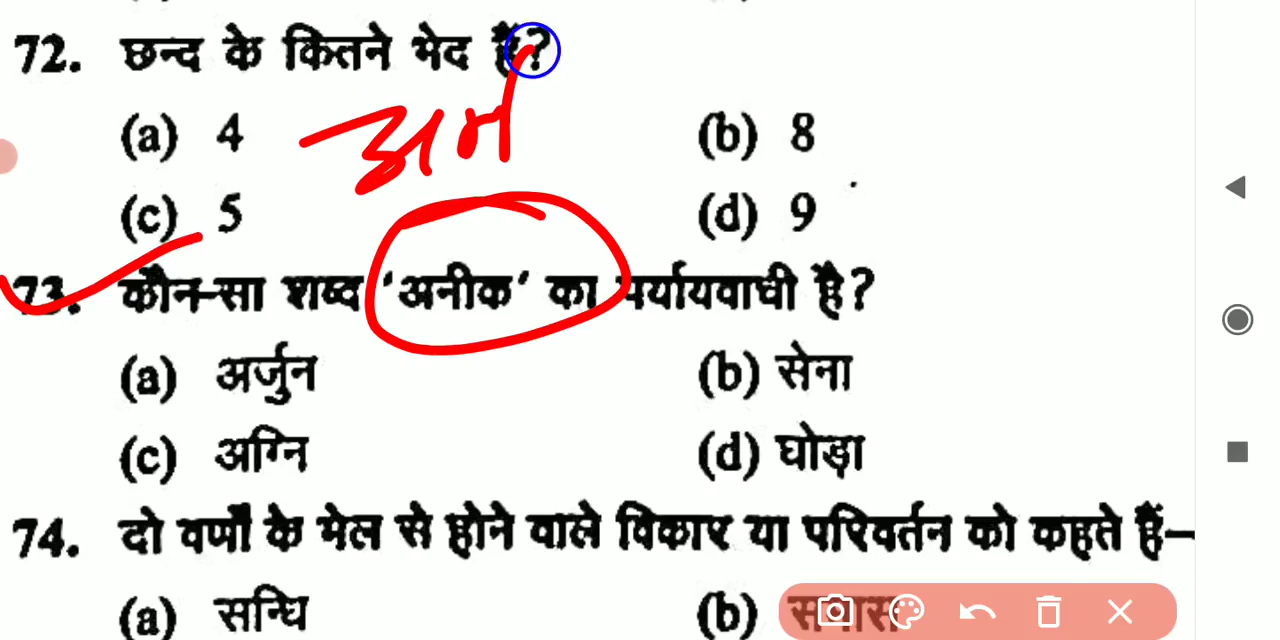 72. छन्द के कितने भेद हैं?
(a) 4 (b) 8
(c) 5 (d) 9
73. कौन-सा शब्द 'अनीक' का पर्यायवाची है?
(a) अर्जुन (b) सेना
(c) अग्नि (d) घोड़ा
74. दो वर्णों के मेल से होने वाले विकार या परिवर्तन को कहते हैं—
(a) सन्धि (b) समास